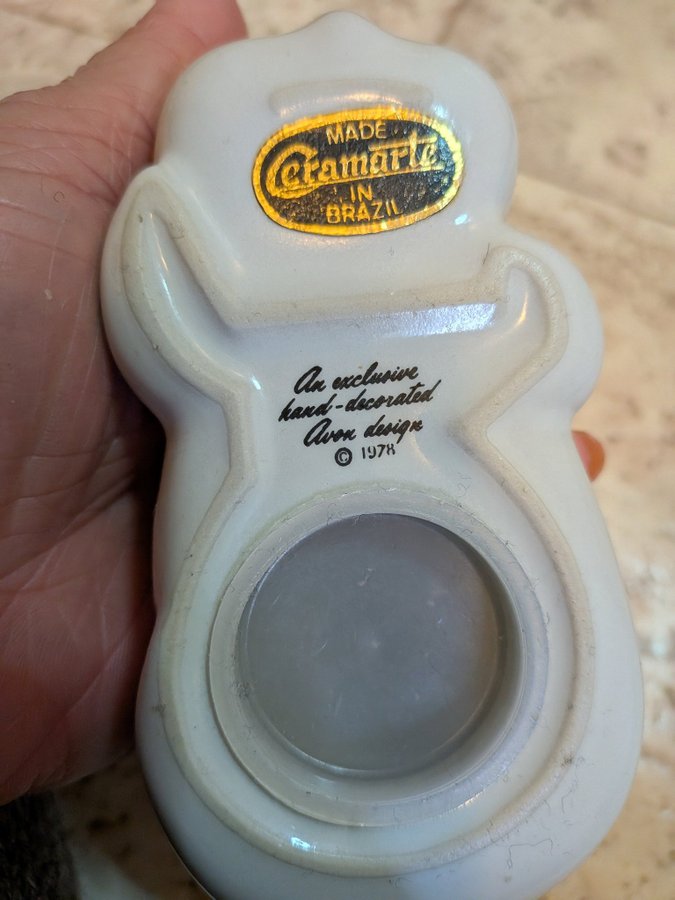 MADE
Ceramarte
IN
BRAZIL
An exclusive
hand-decorated
Avon design
© 1978